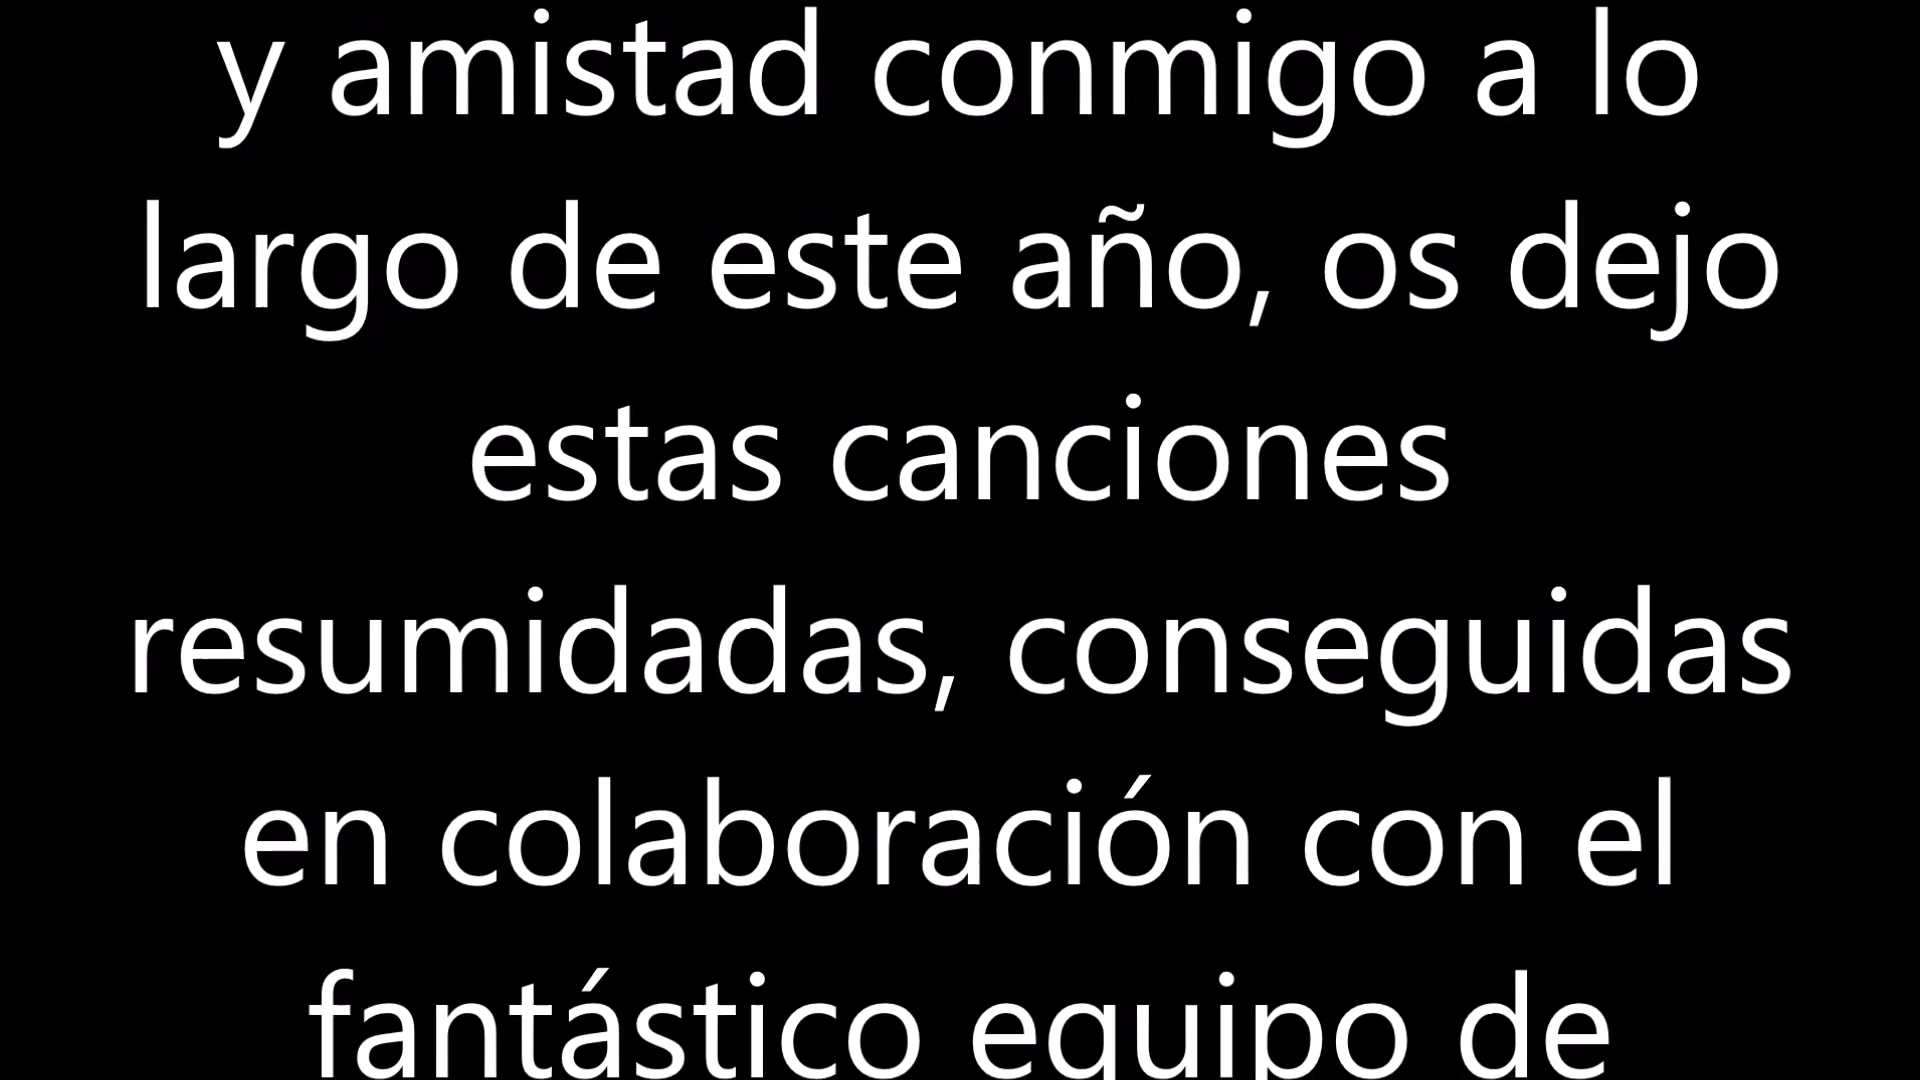 y amistad conmigo a lo
largo de este año, os dejo
estas canciones
resumidadas, conseguidas
en colaboración con el
fantástico equipo de